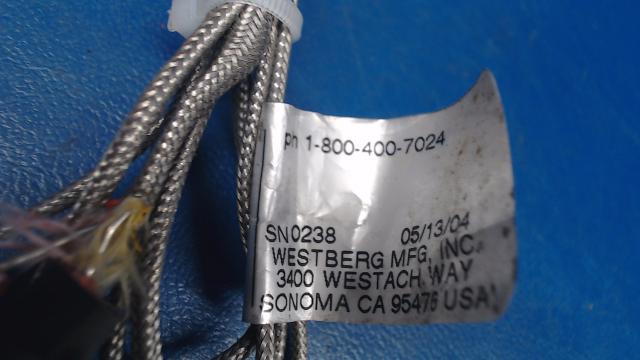 ph 1-800-400-7024
SN0238 05/13/04
WESTBERG MFG, INC.
3400 WESTACH WAY
SONOMA CA 95476 USA